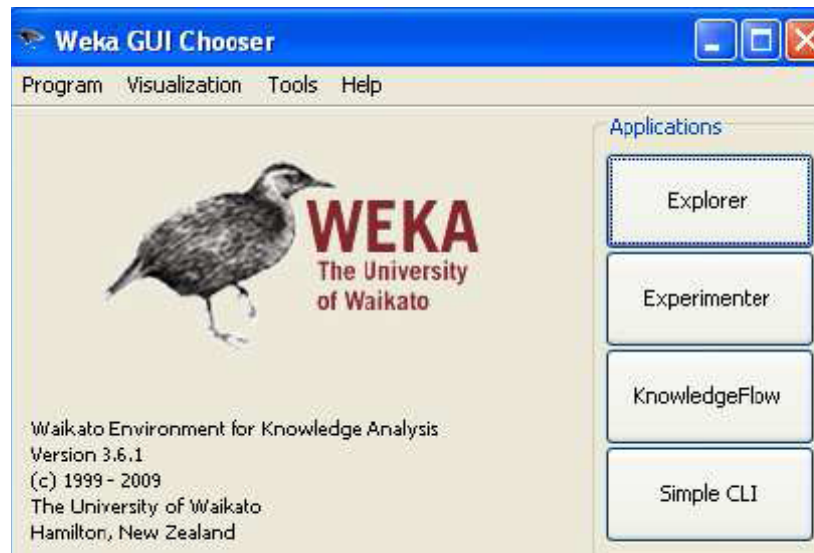 Weka GUI Chooser
Program Visualization Tools Help
Applications
WEKA
The University
of Waikato
Explorer
Experimenter
KnowledgeFlow
Simple CLI
Waikato Environment for Knowledge Analysis
Version 3.6.1
(c) 1999 - 2009
The University of Waikato
Hamilton, New Zealand